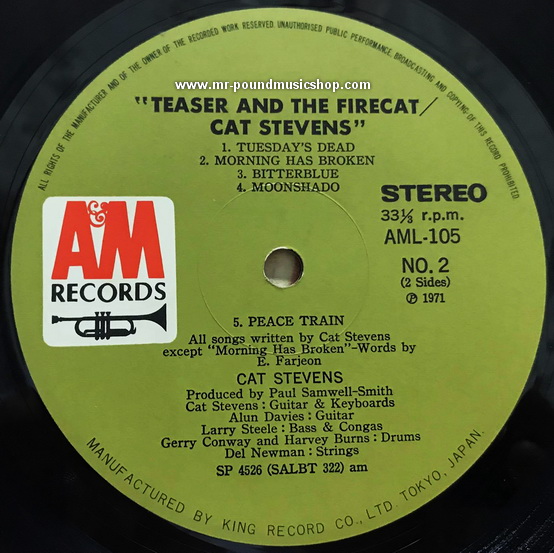 ALL RIGHTS OF THE MANUFACTURER AND OF THE OWNER OF THE RECORDED WORK RESERVED. UNAUTHORISED PUBLIC PERFORMANCE. BROADCASTING AND COPYING OF THIS RECORD PROHIBITED.
www.mr-poundmusicshop.com
"TEASER AND THE FIRECAT/
CAT STEVENS"
1. TUESDAY'S DEAD
2. MORNING HAS BROKEN
3. BITTERBLUE
4. MOONSHADO
STEREO
33⅓ r.p.m.
AML-105
NO. 2
(2 Sides)
℗ 1971
A&M
RECORDS
5. PEACE TRAIN
All songs written by Cat Stevens
except "Morning Has Broken"-Words by
E. Farjeon
CAT STEVENS
Produced by Paul Samwell-Smith
Cat Stevens : Guitar & Keyboards
Alun Davies : Guitar
Larry Steele : Bass & Congas
Gerry Conway and Harvey Burns : Drums
Del Newman : Strings
SP 4526 (SALBT 322) am
MANUFACTURED BY KING RECORD CO., LTD. TOKYO, JAPAN.